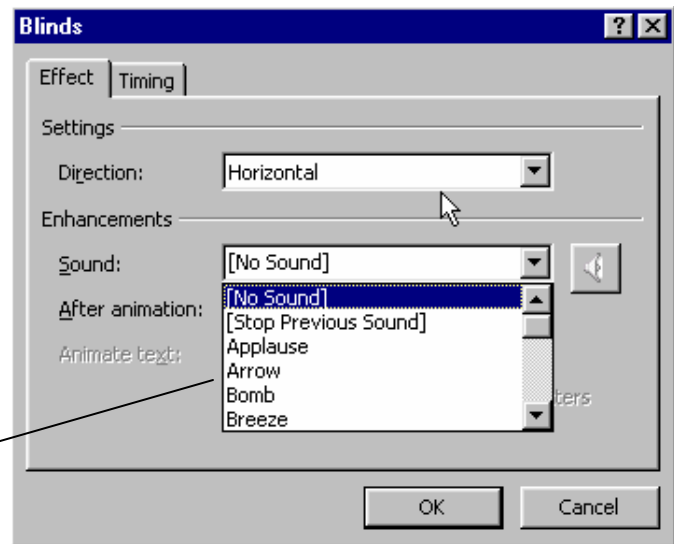 Blinds
Effect Timing
Settings
Direction: Horizontal
Enhancements
Sound: [No Sound]
After animation: [No Sound]
[Stop Previous Sound]
Animate text: Applause
Arrow
Bomb
Breeze
OK Cancel